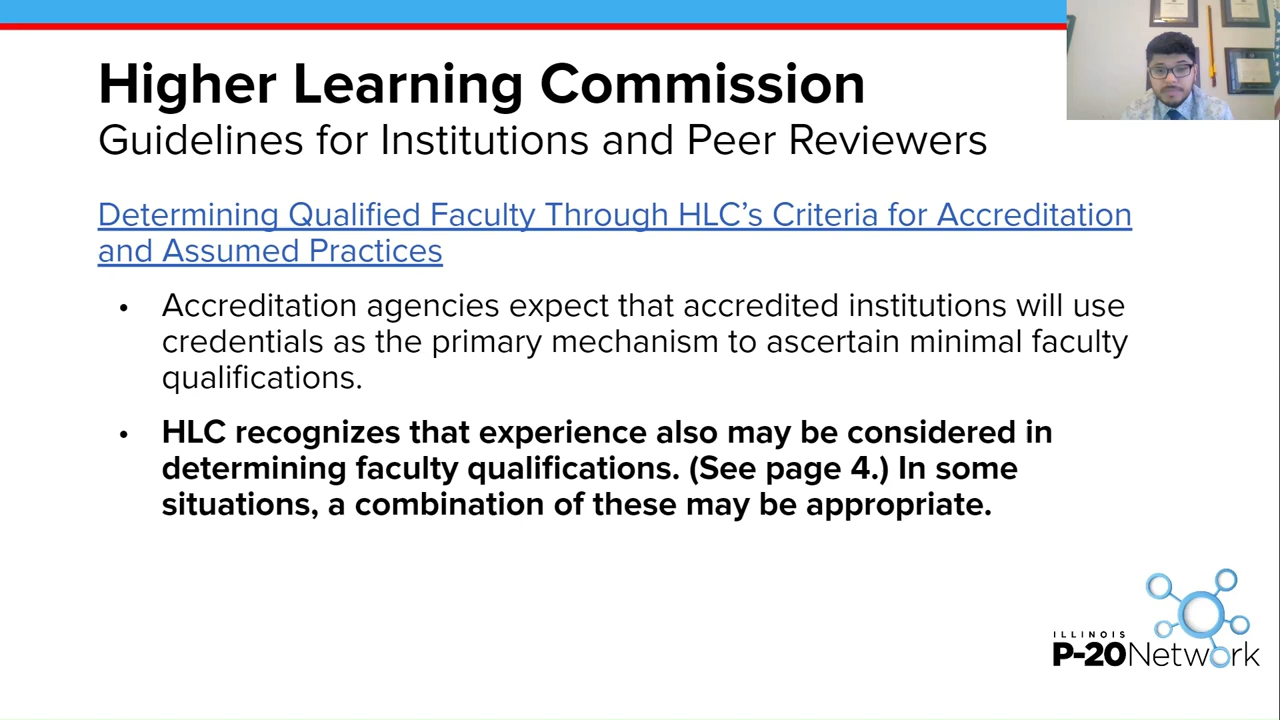 Higher Learning Commission
Guidelines for Institutions and Peer Reviewers
Determining Qualified Faculty Through HLC’s Criteria for Accreditation
and Assumed Practices
• Accreditation agencies expect that accredited institutions will use
credentials as the primary mechanism to ascertain minimal faculty
qualifications.
• HLC recognizes that experience also may be considered in
determining faculty qualifications. (See page 4.) In some
situations, a combination of these may be appropriate.
ILLINOIS
P-20Network